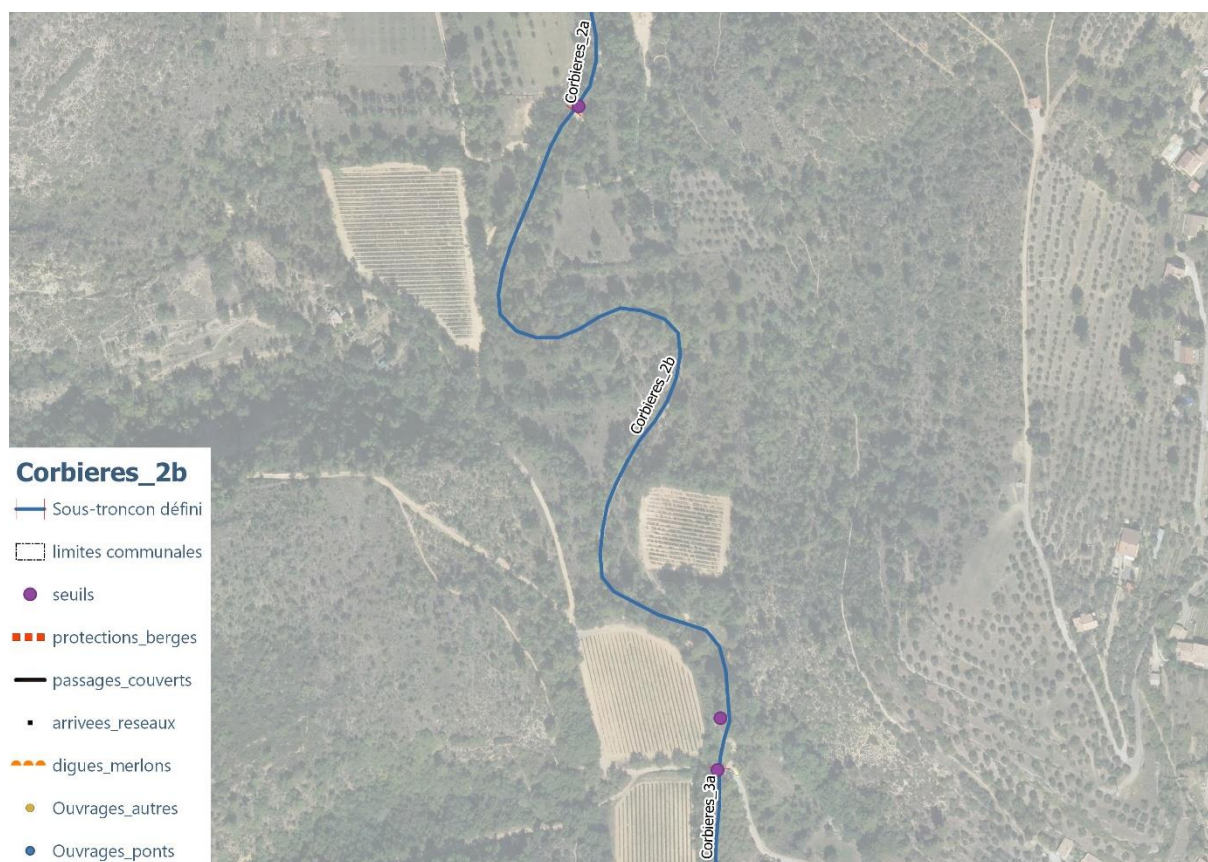 Corbieres_2a
Corbieres_2b
Corbieres_2b
Sous-troncon défini
limites communales
seuils
protections_berges
passages_couverts
arrivees_reseaux
digues_merlons
Ouvrages_autres
Ouvrages_ponts
Corbieres_3a